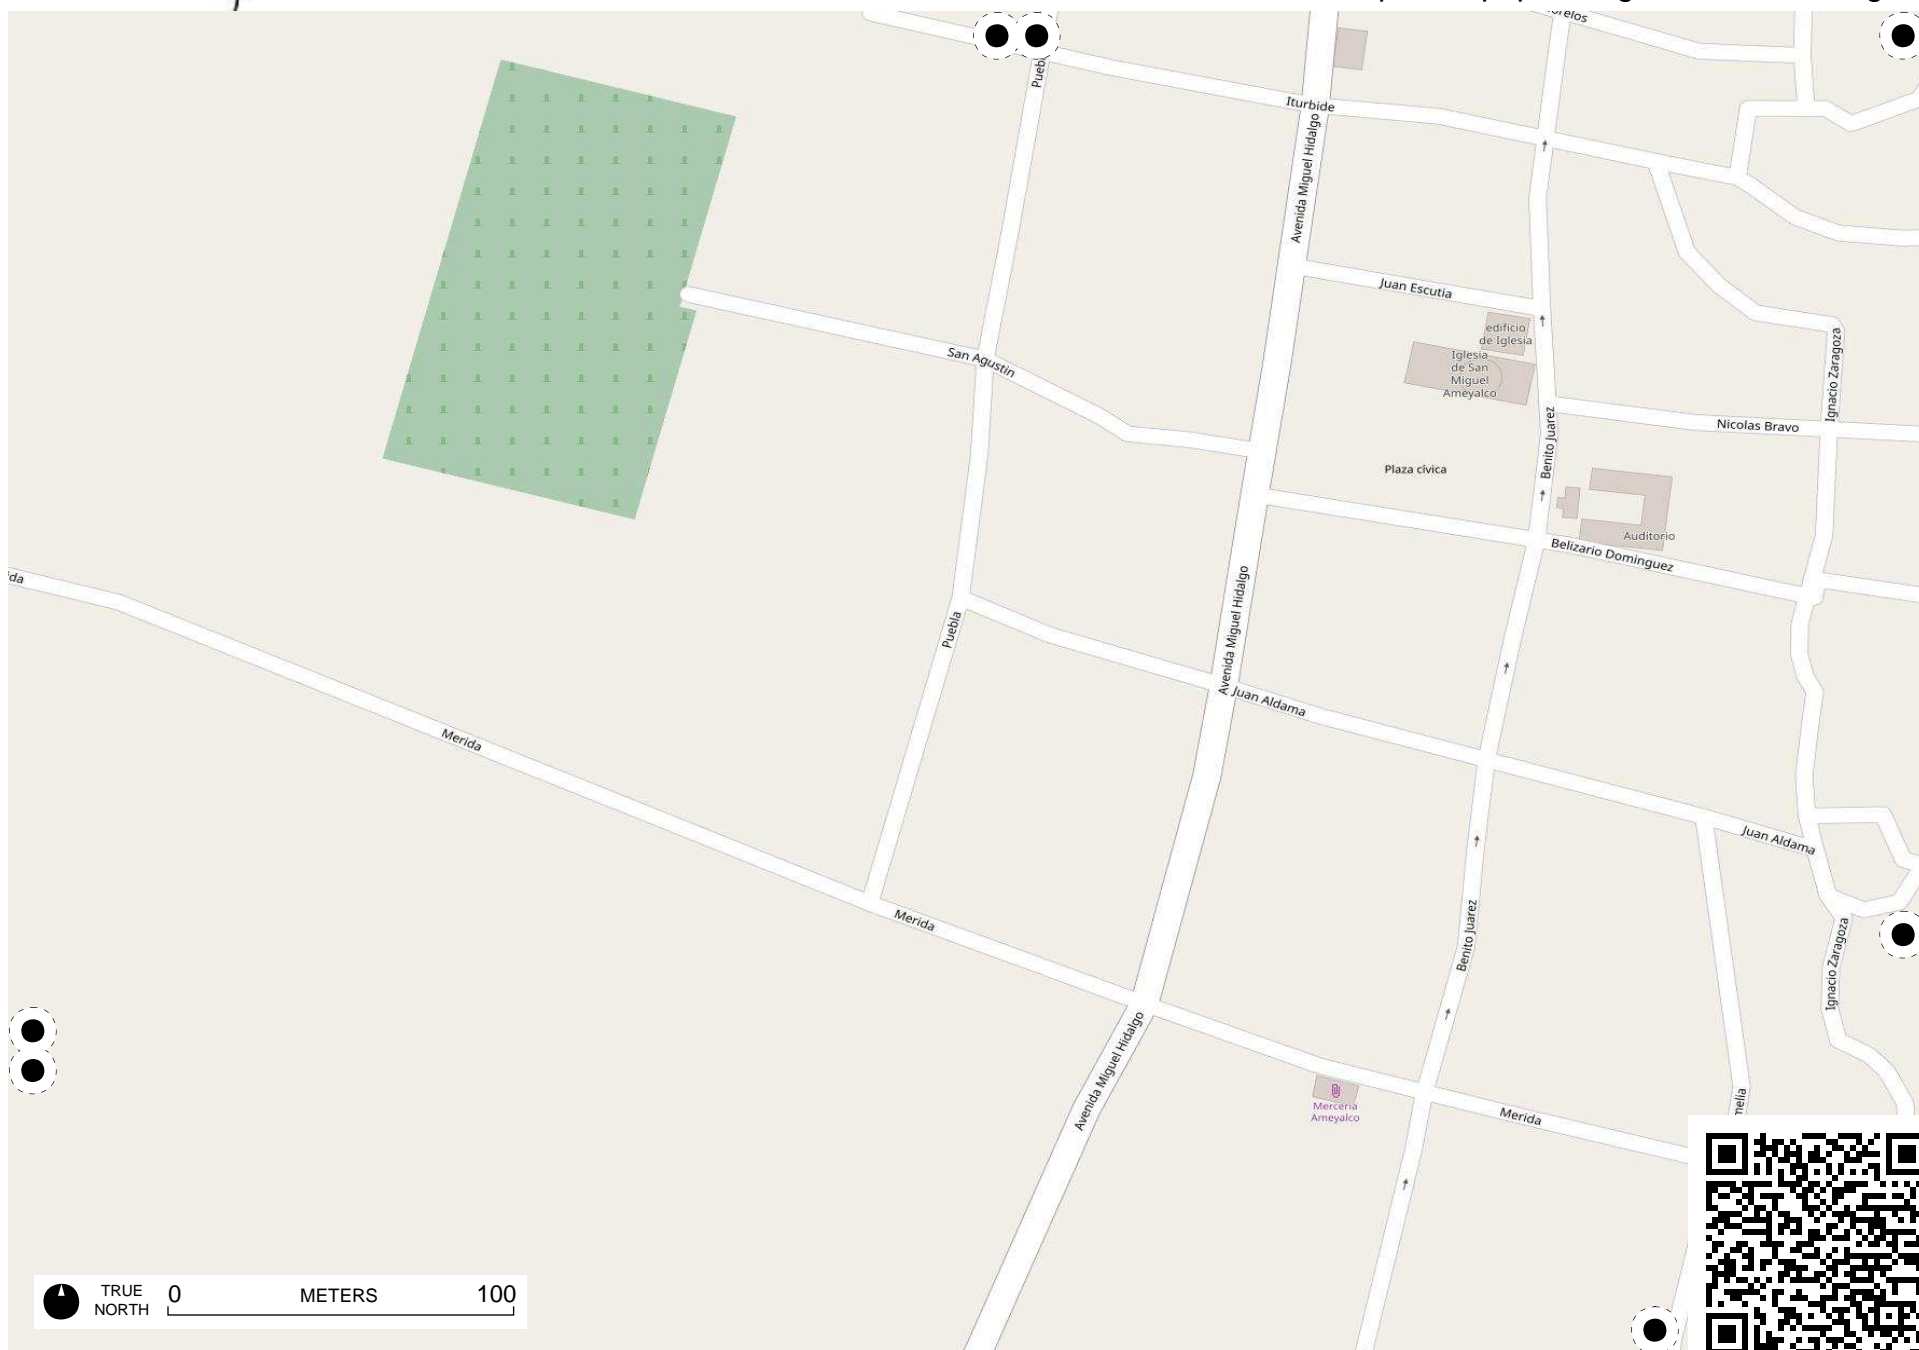 Iturbide
Avenida Miguel Hidalgo
Juan Escutia
edificio
de Iglesia
Iglesia
de San
Miguel
Ameyalco
San Agustin
Ignacio Zaragoza
Benito Juarez
Nicolas Bravo
Plaza cívica
Auditorio
Belizario Dominguez
Avenida Miguel Hidalgo
Puebla
Juan Aldama
Merida
Juan Aldama
Merida
Benito Juarez
Ignacio Zaragoza
Avenida Miguel Hidalgo
Merceria
Ameyalco
Merida
TRUE
NORTH
0 METERS 100